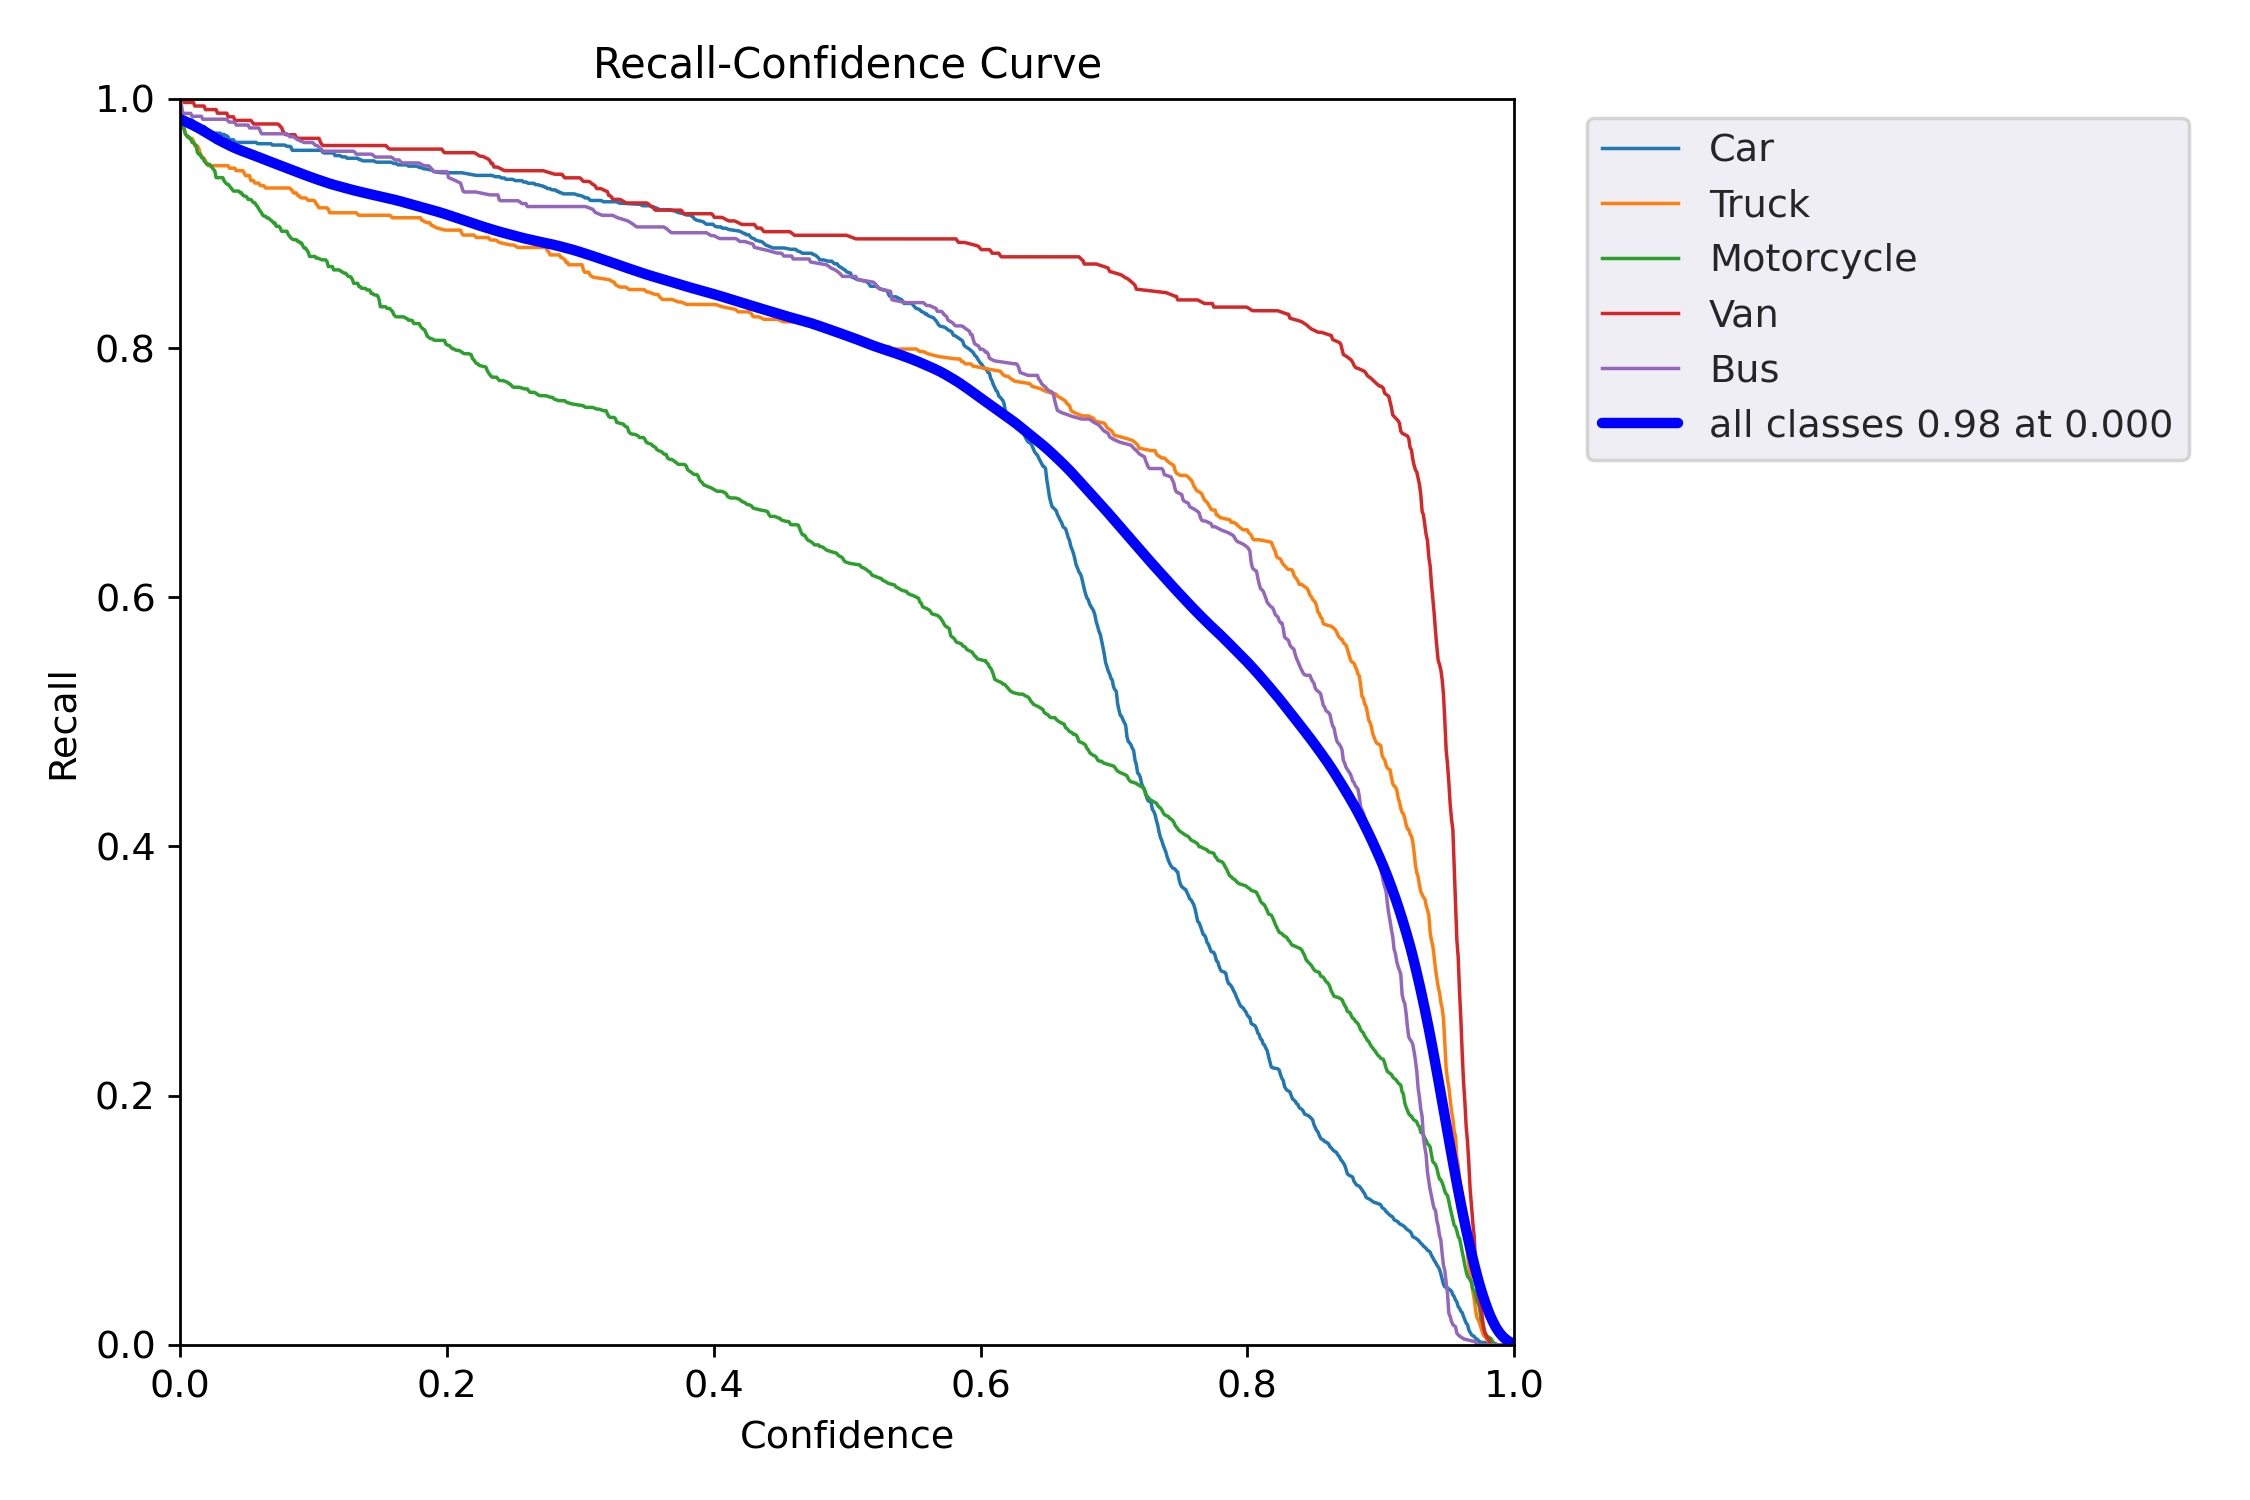 Recall-Confidence Curve
1.0
0.8
0.6
0.4
0.2
0.0
Recall
0.0 0.2 0.4 0.6 0.8 1.0
Confidence
Car
Truck
Motorcycle
Van
Bus
all classes 0.98 at 0.000